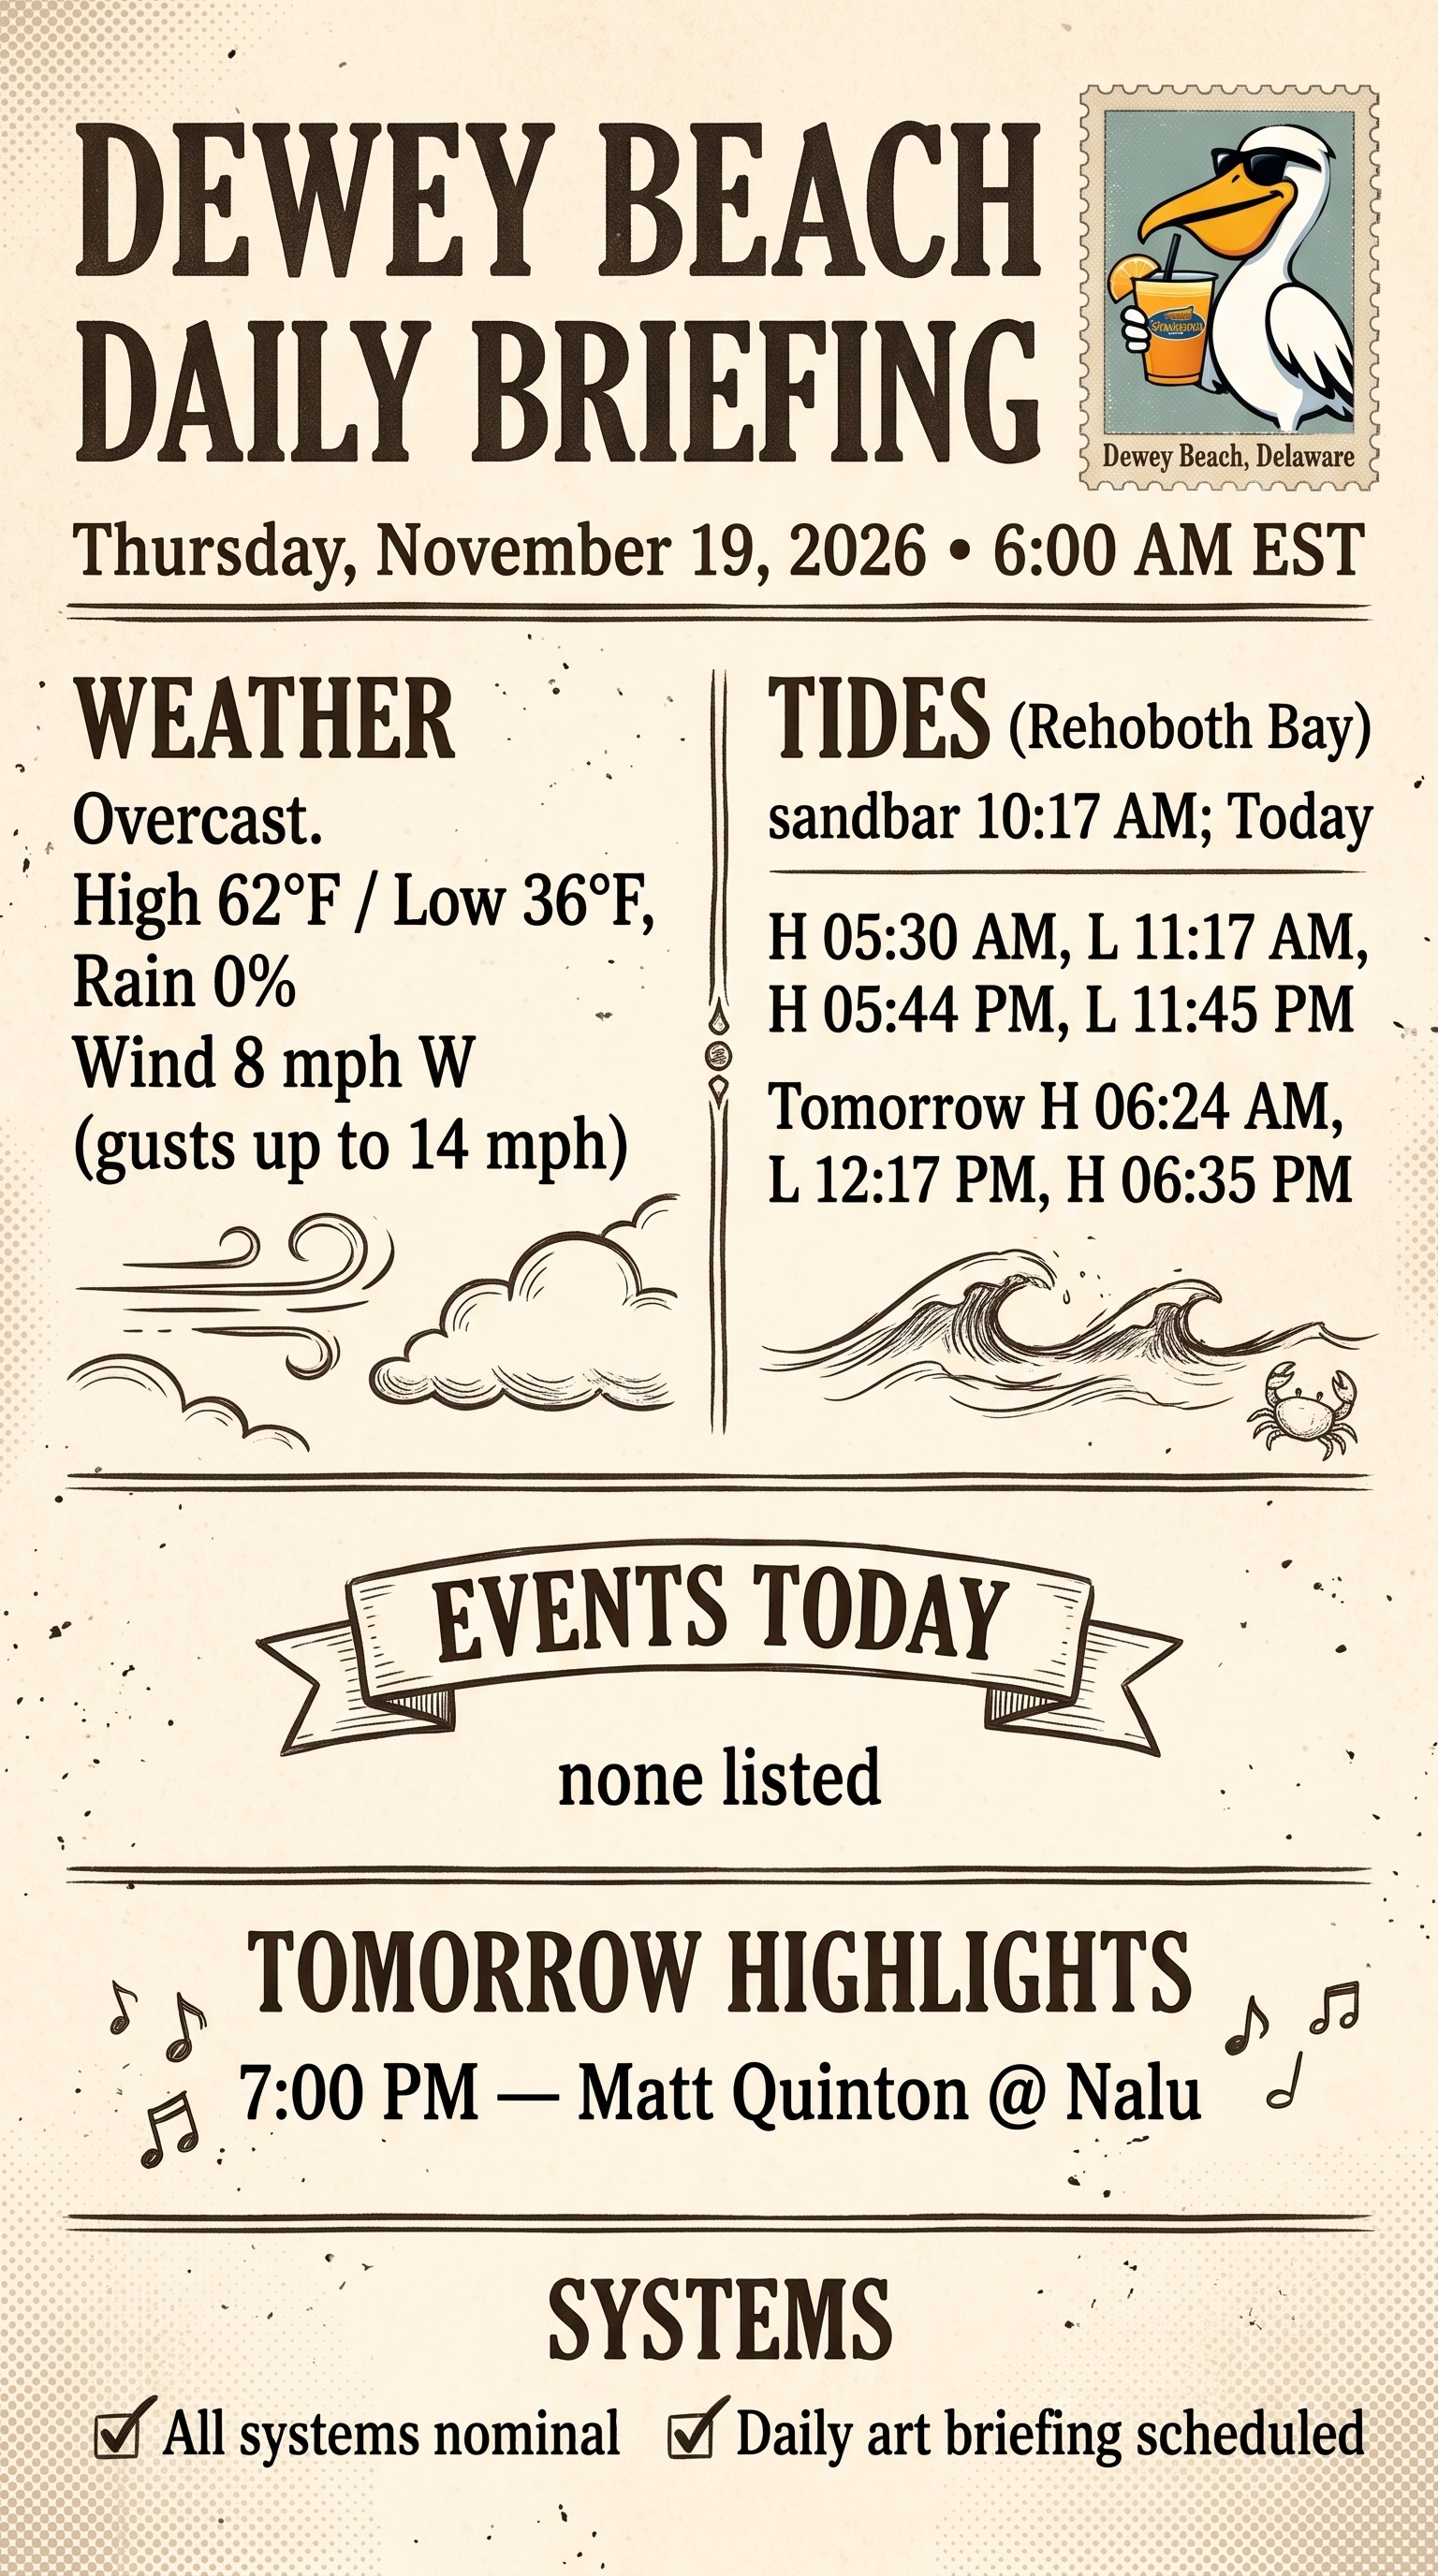 DEWEY BEACH
DAILY BRIEFING
Dewey Beach, Delaware
Thursday, November 19, 2026 • 6:00 AM EST
WEATHER
Overcast.
High 62°F / Low 36°F,
Rain 0%
Wind 8 mph W
(gusts up to 14 mph)
TIDES (Rehoboth Bay)
sandbar 10:17 AM; Today
H 05:30 AM, L 11:17 AM,
H 05:44 PM, L 11:45 PM
Tomorrow H 06:24 AM,
L 12:17 PM, H 06:35 PM
EVENTS TODAY
none listed
TOMORROW HIGHLIGHTS
7:00 PM — Matt Quinton @ Nalu
SYSTEMS
All systems nominal
Daily art briefing scheduled